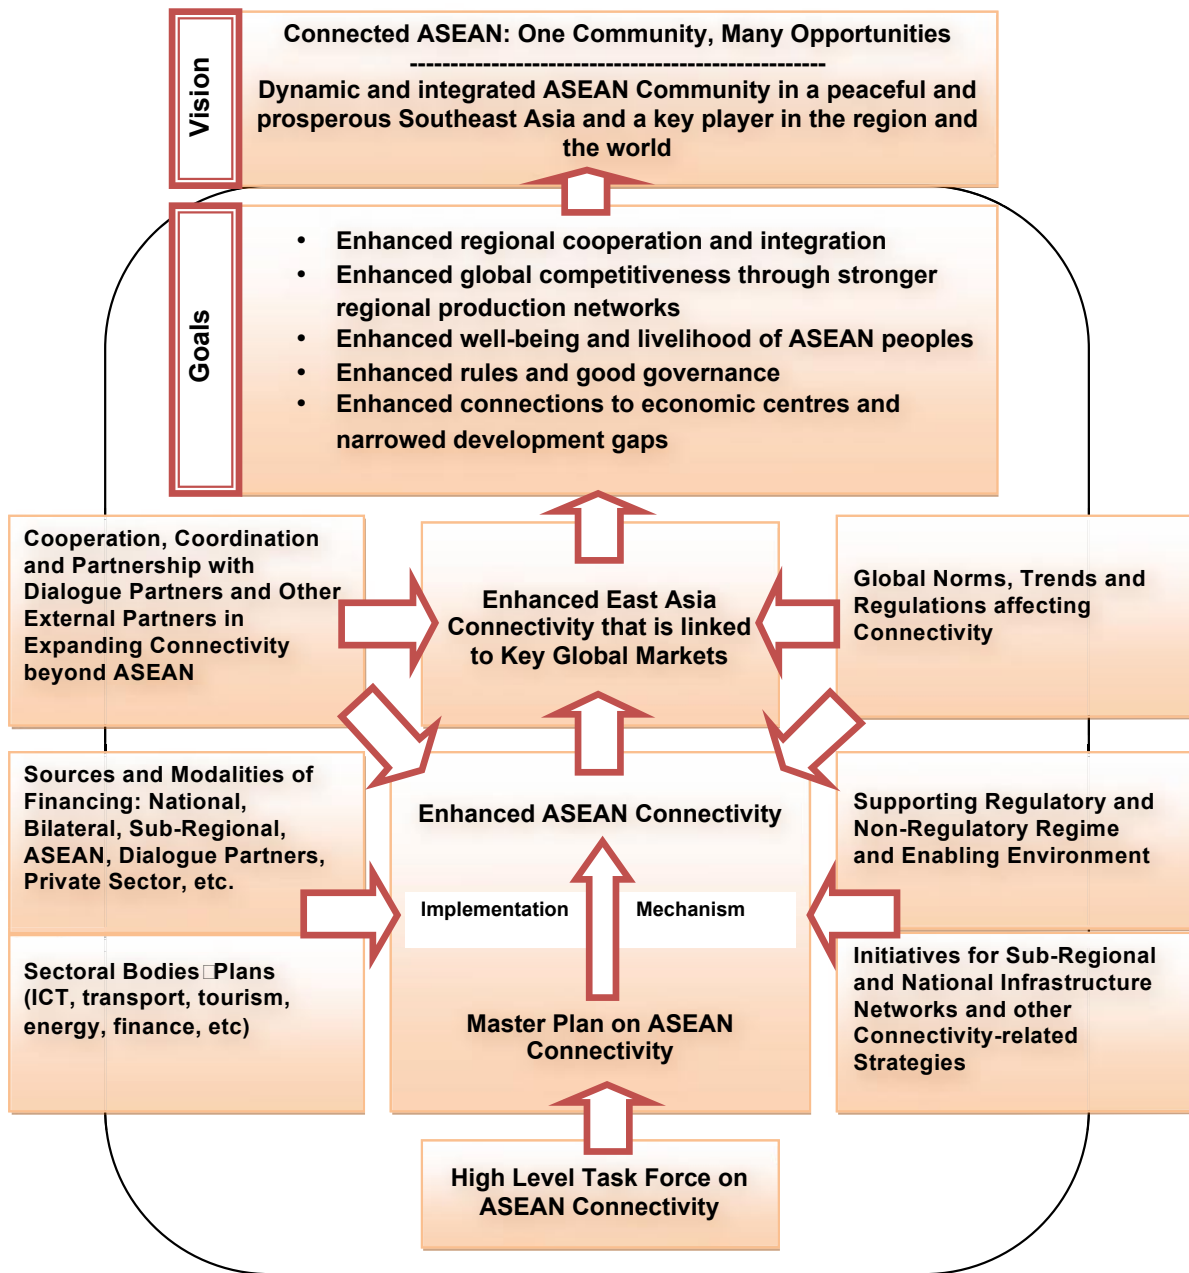 Vision
Connected ASEAN: One Community, Many Opportunities
----------------------------------------------------
Dynamic and integrated ASEAN Community in a peaceful and
prosperous Southeast Asia and a key player in the region and
the world
Goals
• Enhanced regional cooperation and integration
• Enhanced global competitiveness through stronger
regional production networks
• Enhanced well-being and livelihood of ASEAN peoples
• Enhanced rules and good governance
• Enhanced connections to economic centres and
narrowed development gaps
Cooperation, Coordination
and Partnership with
Dialogue Partners and Other
External Partners in
Expanding Connectivity
beyond ASEAN
Enhanced East Asia
Connectivity that is linked
to Key Global Markets
Global Norms, Trends and
Regulations affecting
Connectivity
Sources and Modalities of
Financing: National,
Bilateral, Sub-Regional,
ASEAN, Dialogue Partners,
Private Sector, etc.
Enhanced ASEAN Connectivity
Supporting Regulatory and
Non-Regulatory Regime
and Enabling Environment
Implementation Mechanism
Sectoral Bodies□Plans
(ICT, transport, tourism,
energy, finance, etc)
Master Plan on ASEAN
Connectivity
Initiatives for Sub-Regional
and National Infrastructure
Networks and other
Connectivity-related
Strategies
High Level Task Force on
ASEAN Connectivity